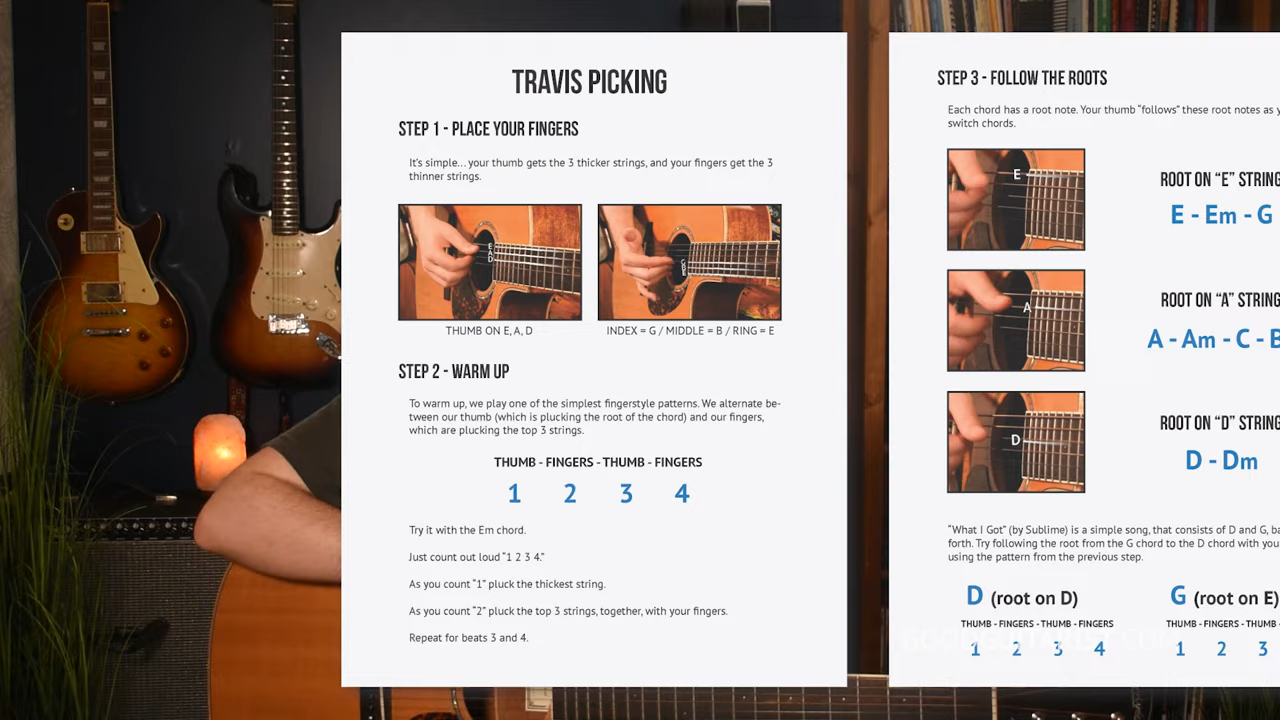 TRAVIS PICKING
STEP 1 - PLACE YOUR FINGERS
It's simple... your thumb gets the 3 thicker strings, and your fingers get the 3
thinner strings.
E
A
D
THUMB ON E, A, D
INDEX = G / MIDDLE = B / RING = E
STEP 2 - WARM UP
To warm up, we play one of the simplest fingerstyle patterns. We alternate be-
tween our thumb (which is plucking the root of the chord) and our fingers,
which are plucking the top 3 strings.
THUMB - FINGERS - THUMB - FINGERS
1 2 3 4
Try it with the Em chord.
Just count out loud "1 2 3 4."
As you count "1" pluck the thickest string.
As you count "2" pluck the top 3 strings, together, with your fingers.
Repeat for beats 3 and 4.
STEP 3 - FOLLOW THE ROOTS
Each chord has a root note. Your thumb "follows" these root notes as
switch chords.
E
ROOT ON "E" STRING
E - Em - G
A
ROOT ON "A" STRING
A - Am - C -
D
ROOT ON "D" STRING
D - Dm
"What I Got" (by Sublime) is a simple song, that consists of D and G,
forth. Try following the root from the G chord to the D chord with
using the pattern from the previous step.
D (root on D)
THUMB - FINGERS - THUMB - FINGERS
1 2 3 4
G (root on E)
THUMB - FINGERS - THUMB -
1 2 3